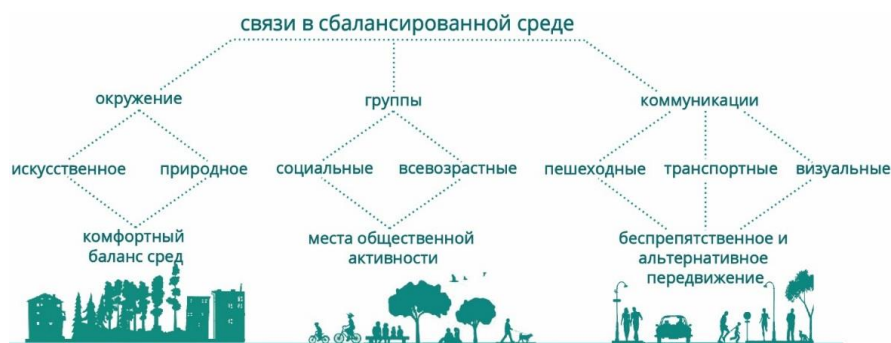 связи в сбалансированной среде
окружение
группы
коммуникации
искусственное
природное
социальные
всевозрастные
пешеходные
транспортные
визуальные
комфортный
баланс сред
места общественной
активности
беспрепятственное и
альтернативное
передвижение